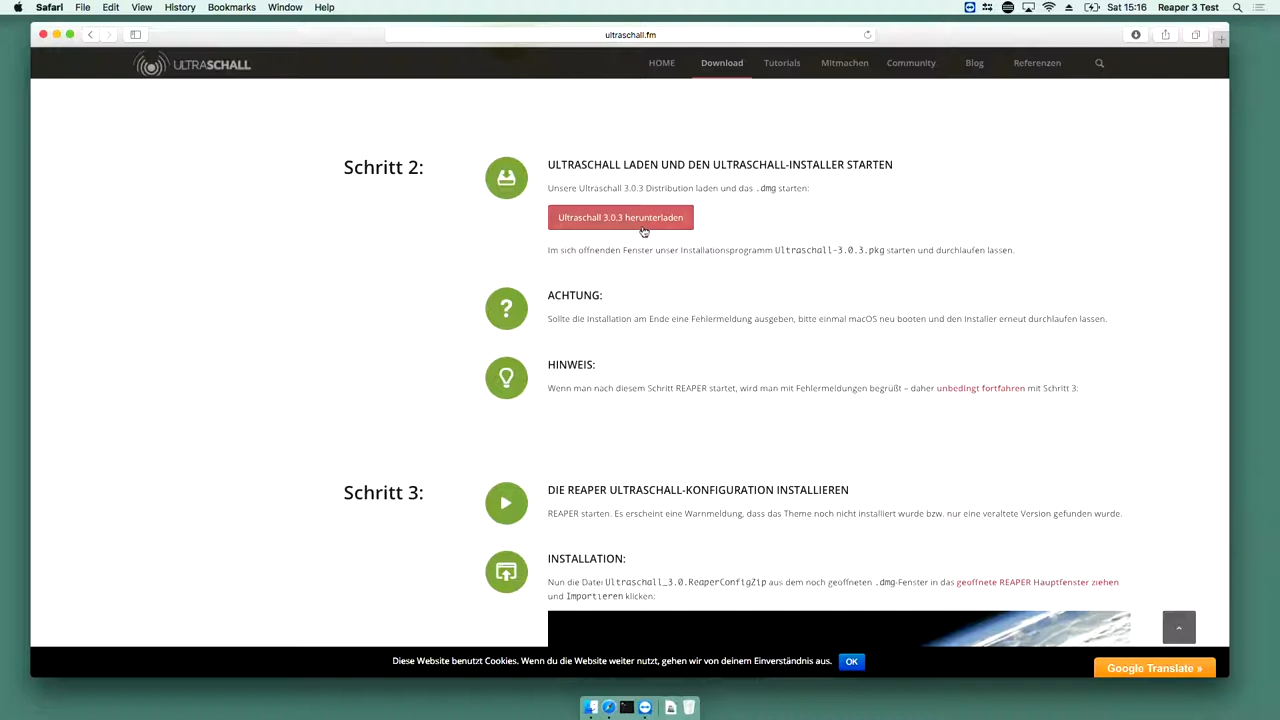 Safari File Edit View History Bookmarks Window Help
Sat 15:16 Reaper 3 Test
ultraschall.fm
ULTRASCHALL
HOME Download Tutorials Mitmachen Community Blog Referenzen
Schritt 2:
ULTRASCHALL LADEN UND DEN ULTRASCHALL-INSTALLER STARTEN
Unsere Ultraschall 3.0.3 Distribution laden und das .dmg starten:
Ultraschall 3.0.3 herunterladen
Im sich öffnenden Fenster unser Installationsprogramm Ultraschall-3.0.3.pkg starten und durchlaufen lassen.
ACHTUNG:
Sollte die Installation am Ende eine Fehlermeldung ausgeben, bitte einmal macOS neu booten und den Installer erneut durchlaufen lassen.
HINWEIS:
Wenn man nach diesem Schritt REAPER startet, wird man mit Fehlermeldungen begrüßt – daher unbedingt fortfahren mit Schritt 3:
Schritt 3:
DIE REAPER ULTRASCHALL-KONFIGURATION INSTALLIEREN
REAPER starten. Es erscheint eine Warnmeldung, dass das Theme noch nicht installiert wurde bzw. nur eine veraltete Version gefunden wurde.
INSTALLATION:
Nun die Datei Ultraschall_3.0.ReaperConfigZip aus dem noch geöffneten .dmg-Fenster in das geöffnete REAPER Hauptfenster ziehen
und Importieren klicken:
Diese Website benutzt Cookies. Wenn du die Website weiter nutzt, gehen wir von deinem Einverständnis aus. OK
Google Translate »